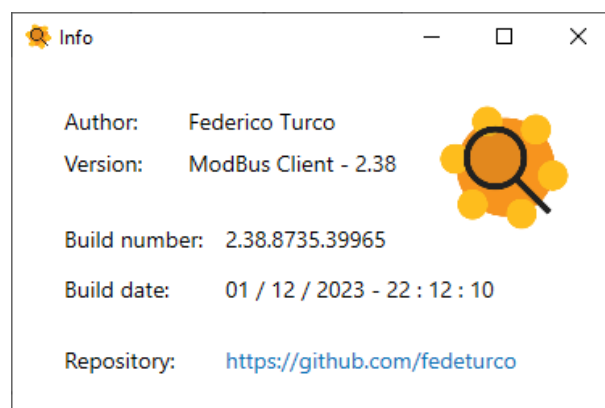 Info
Author: Federico Turco
Version: ModBus Client - 2.38
Build number: 2.38.8735.39965
Build date: 01 / 12 / 2023 - 22 : 12 : 10
Repository: https://github.com/fedeturco